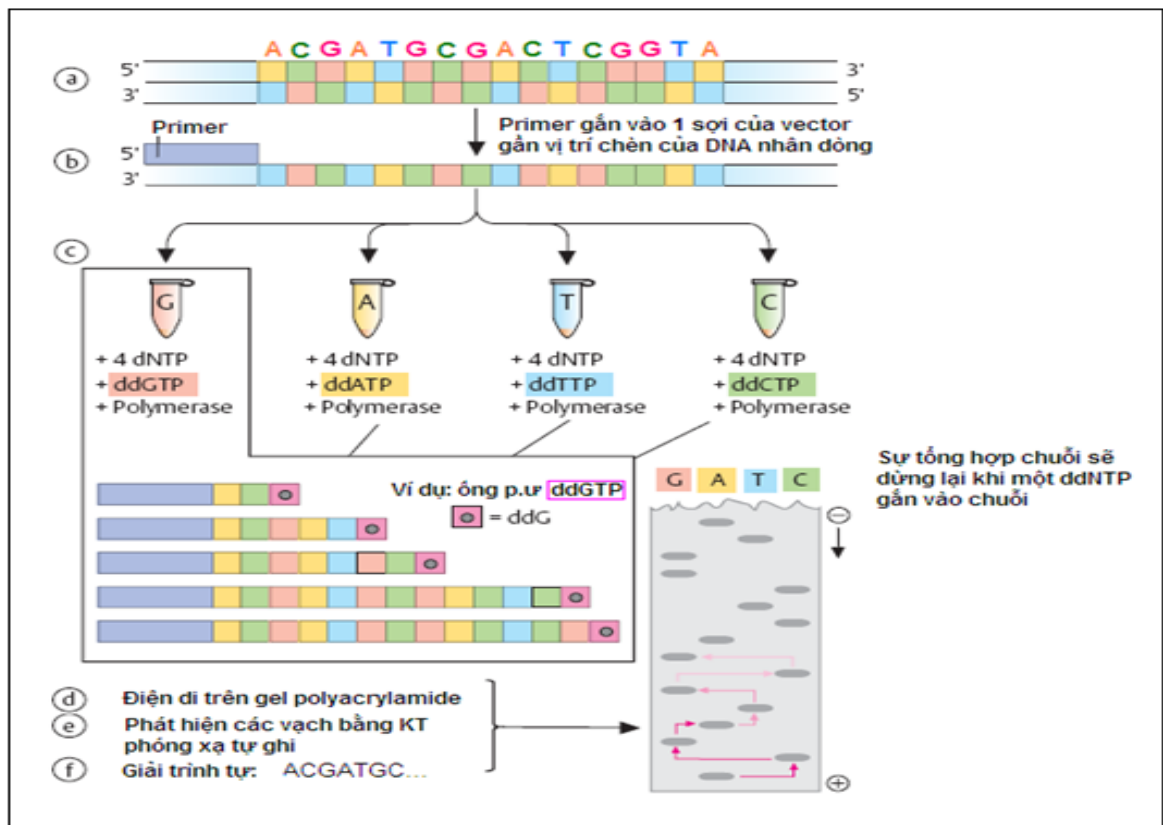 A C G A T G C G A C T C G G T A
a 5' 3'
3' 5'
Primer
Primer gắn vào 1 sợi của vector
gần vị trí chèn của DNA nhân dòng
b 5'
3'
c
G A T C
+ 4 dNTP + 4 dNTP + 4 dNTP + 4 dNTP
+ ddGTP + ddATP + ddTTP + ddCTP
+ Polymerase + Polymerase + Polymerase + Polymerase
Ví dụ: ống p.ư ddGTP
= ddG
G A T C
Sự tổng hợp chuỗi sẽ
dừng lại khi một ddNTP
gắn vào chuỗi
−
d Điện di trên gel polyacrylamide
e Phát hiện các vạch bằng KT
phóng xạ tự ghi
f Giải trình tự: ACGATGC...
+